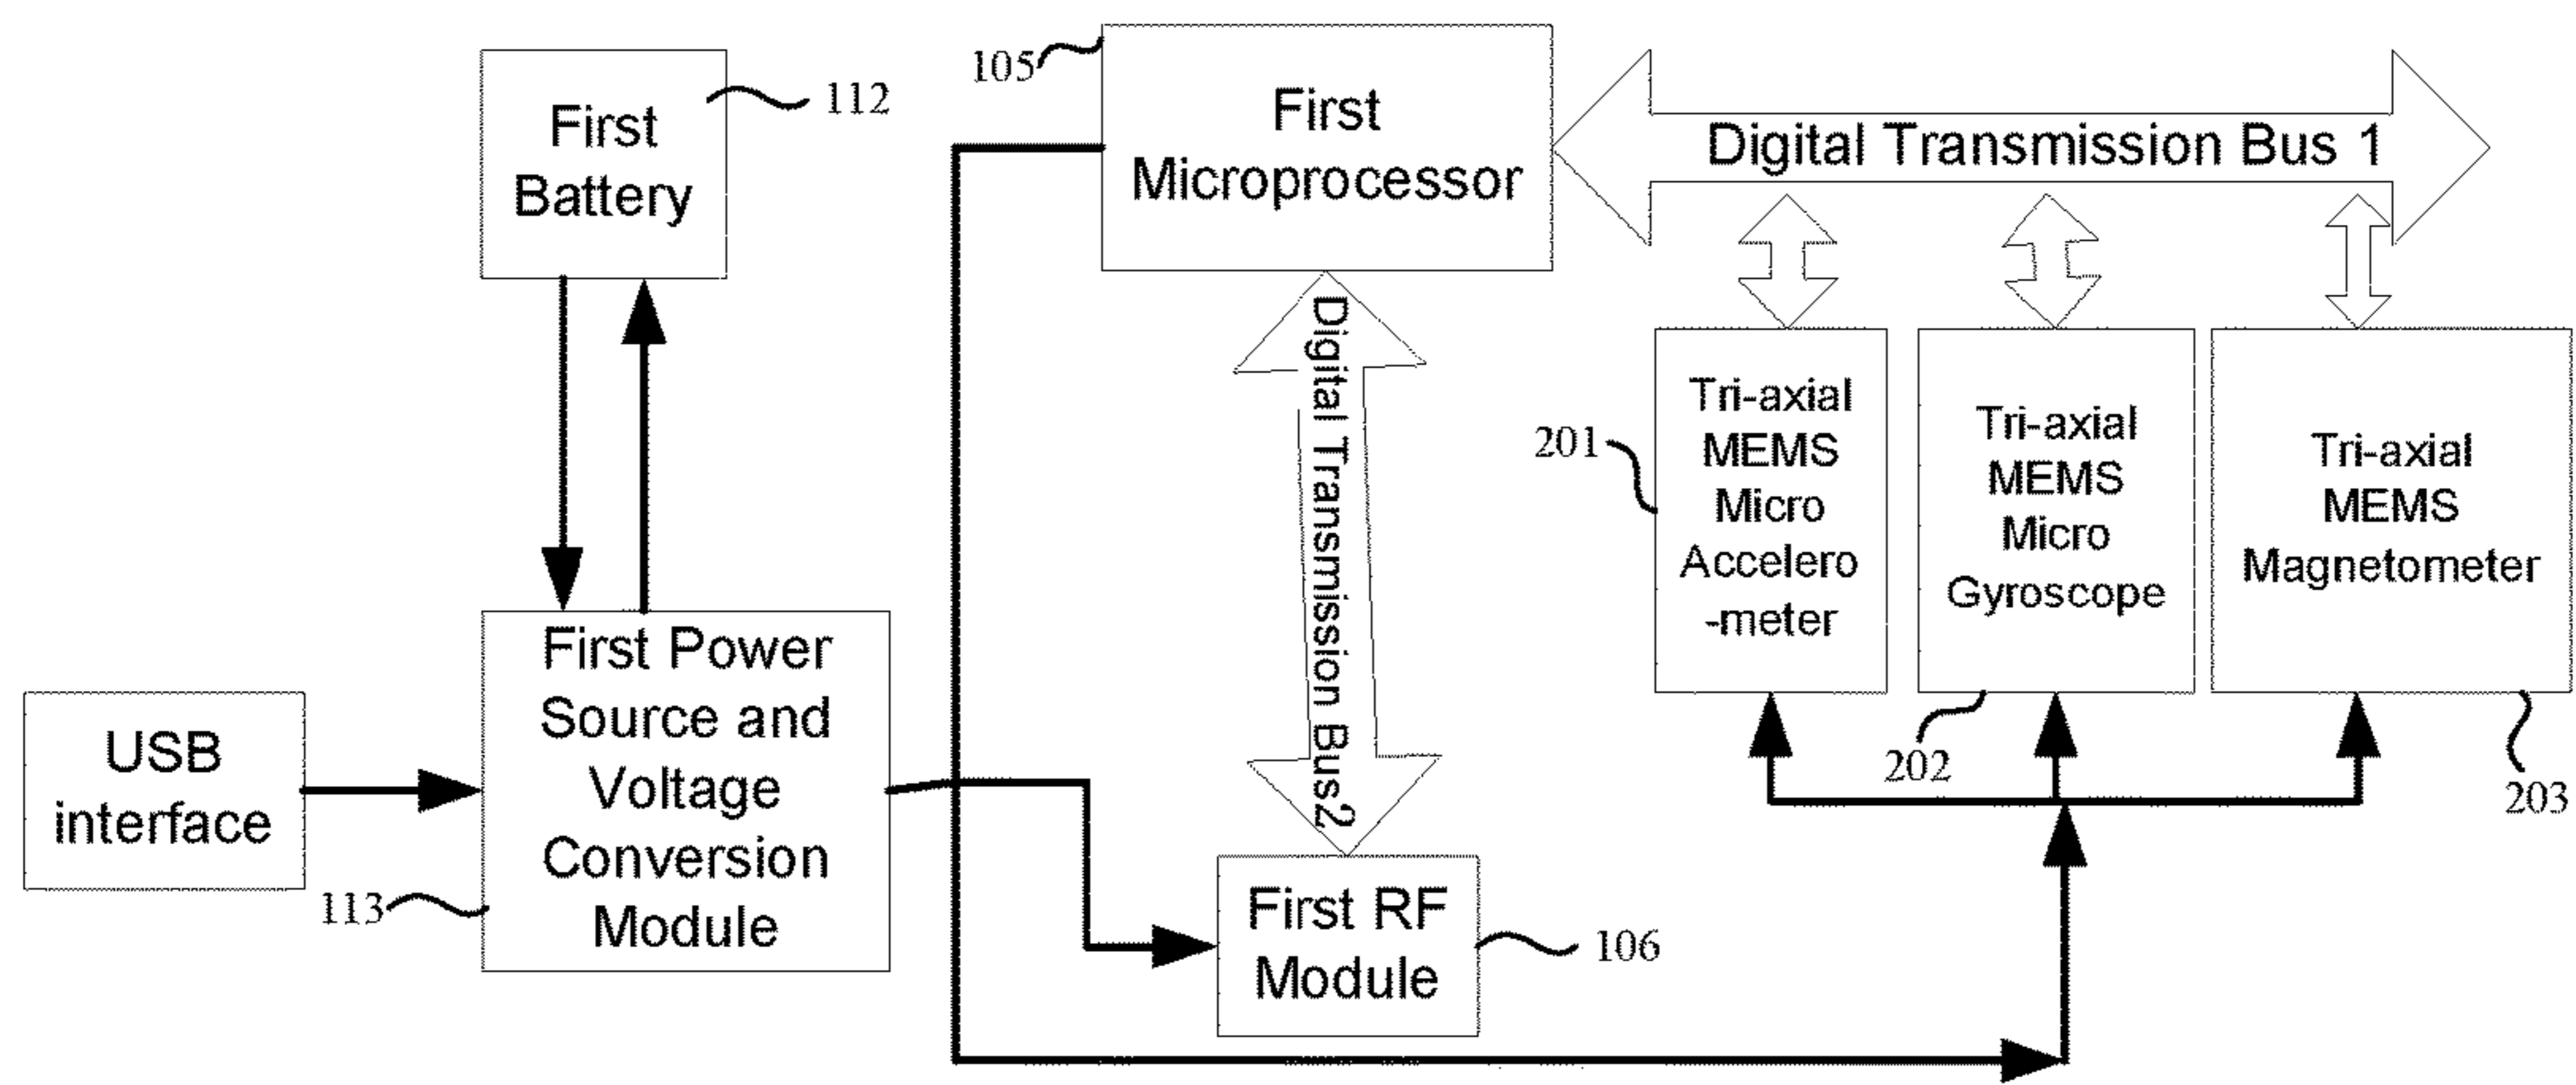 105
First
Microprocessor
112
First
Battery
Digital Transmission Bus 1
Digital Transmission Bus2
201
Tri-axial
MEMS
Micro
Accelero
-meter
Tri-axial
MEMS
Micro
Gyroscope
Tri-axial
MEMS
Magnetometer
202
203
USB
interface
First Power
Source and
Voltage
Conversion
Module
113
First RF
Module
106